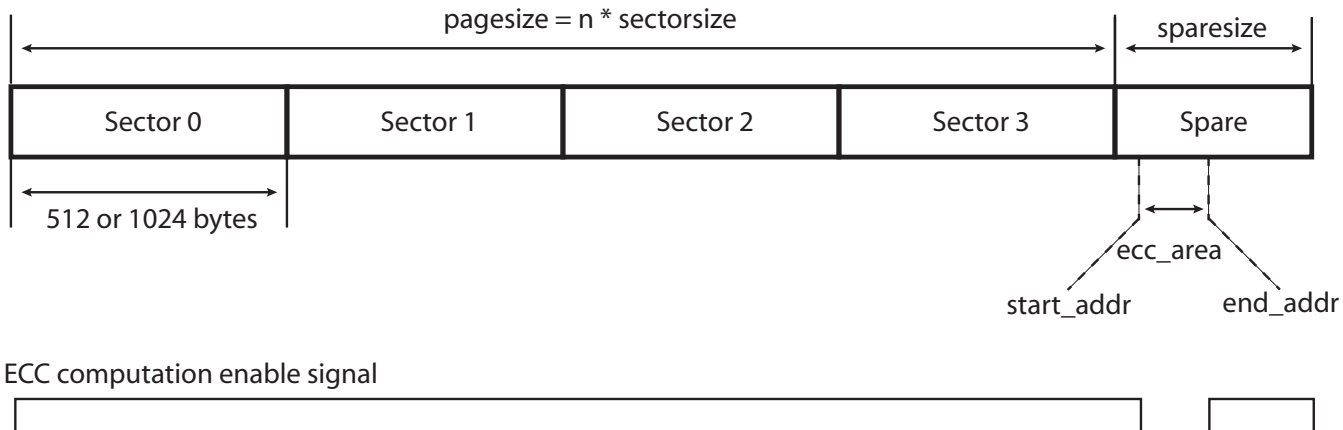 pagesize = n * sectorsize
sparesize
Sector 0
Sector 1
Sector 2
Sector 3
Spare
512 or 1024 bytes
ecc_area
start_addr
end_addr
ECC computation enable signal